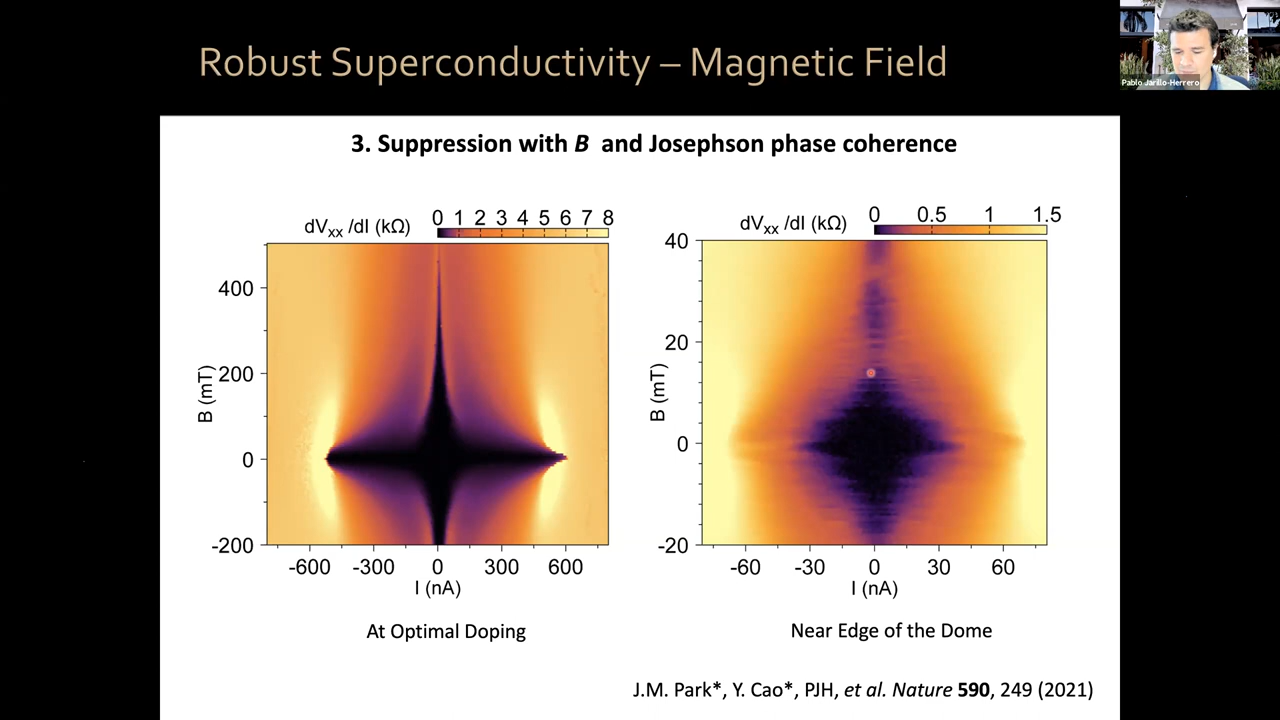 Robust Superconductivity – Magnetic Field
Pablo Jarillo-Herrero
3. Suppression with B and Josephson phase coherence
dVxx /dI (kΩ)
0 1 2 3 4 5 6 7 8
B (mT)
400
200
0
-200
-600 -300 0 300 600
I (nA)
At Optimal Doping
dVxx /dI (kΩ)
0 0.5 1 1.5
B (mT)
40
20
0
-20
-60 -30 0 30 60
I (nA)
Near Edge of the Dome
J.M. Park*, Y. Cao*, PJH, et al. Nature 590, 249 (2021)